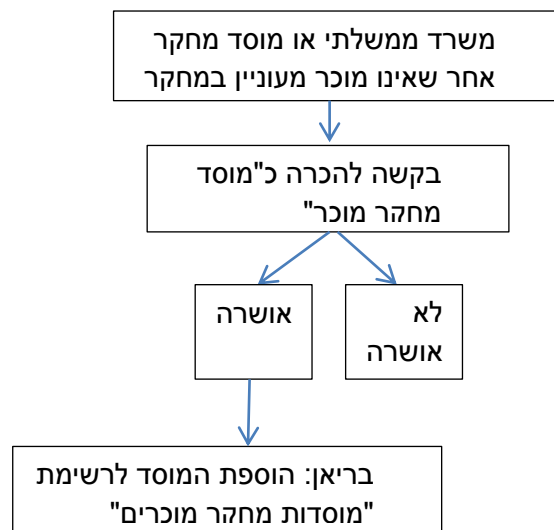 משרד ממשלתי או מוסד מחקר
אחר שאינו מוכר מעוניין במחקר
בקשה להכרה כ"מוסד
מחקר מוכר"
אושרה
לא
אושרה
בריאן: הוספת המוסד לרשימת
"מוסדות מחקר מוכרים"